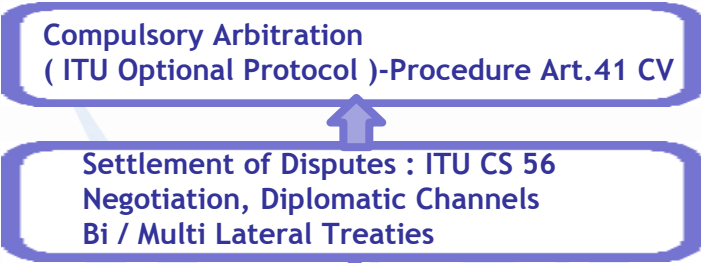 Compulsory Arbitration
( ITU Optional Protocol )-Procedure Art.41 CV
Settlement of Disputes : ITU CS 56
Negotiation, Diplomatic Channels
Bi / Multi Lateral Treaties